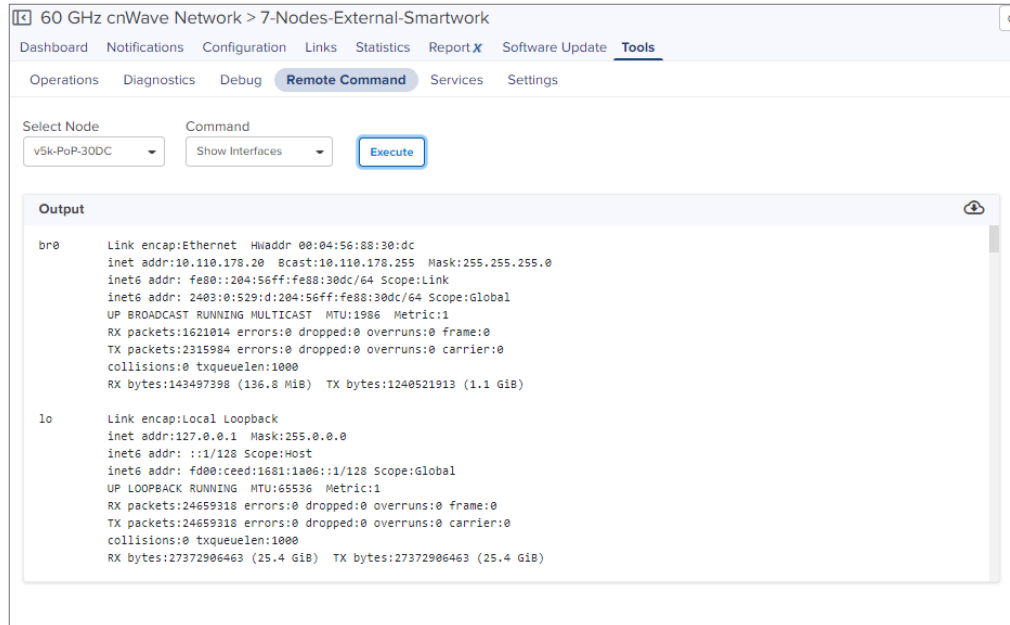 60 GHz cnWave Network > 7-Nodes-External-Smartwork
Dashboard Notifications Configuration Links Statistics Report X Software Update Tools
Operations Diagnostics Debug Remote Command Services Settings
Select Node Command
v5k-PoP-30DC Show Interfaces Execute
Output
br0 Link encap:Ethernet HWaddr 00:04:56:88:30:dc
inet addr:10.110.178.20 Bcast:10.110.178.255 Mask:255.255.255.0
inet6 addr: fe80::204:56ff:fe88:30dc/64 Scope:Link
inet6 addr: 2403:0:529:d:204:56ff:fe88:30dc/64 Scope:Global
UP BROADCAST RUNNING MULTICAST MTU:1986 Metric:1
RX packets:1621014 errors:0 dropped:0 overruns:0 frame:0
TX packets:2315984 errors:0 dropped:0 overruns:0 carrier:0
collisions:0 txqueuelen:1000
RX bytes:143497398 (136.8 MiB) TX bytes:1240521913 (1.1 GiB)
lo Link encap:Local Loopback
inet addr:127.0.0.1 Mask:255.0.0.0
inet6 addr: ::1/128 Scope:Host
inet6 addr: fd00:ceed:1681:1a06::1/128 Scope:Global
UP LOOPBACK RUNNING MTU:65536 Metric:1
RX packets:24659318 errors:0 dropped:0 overruns:0 frame:0
TX packets:24659318 errors:0 dropped:0 overruns:0 carrier:0
collisions:0 txqueuelen:1000
RX bytes:27372906463 (25.4 GiB) TX bytes:27372906463 (25.4 GiB)